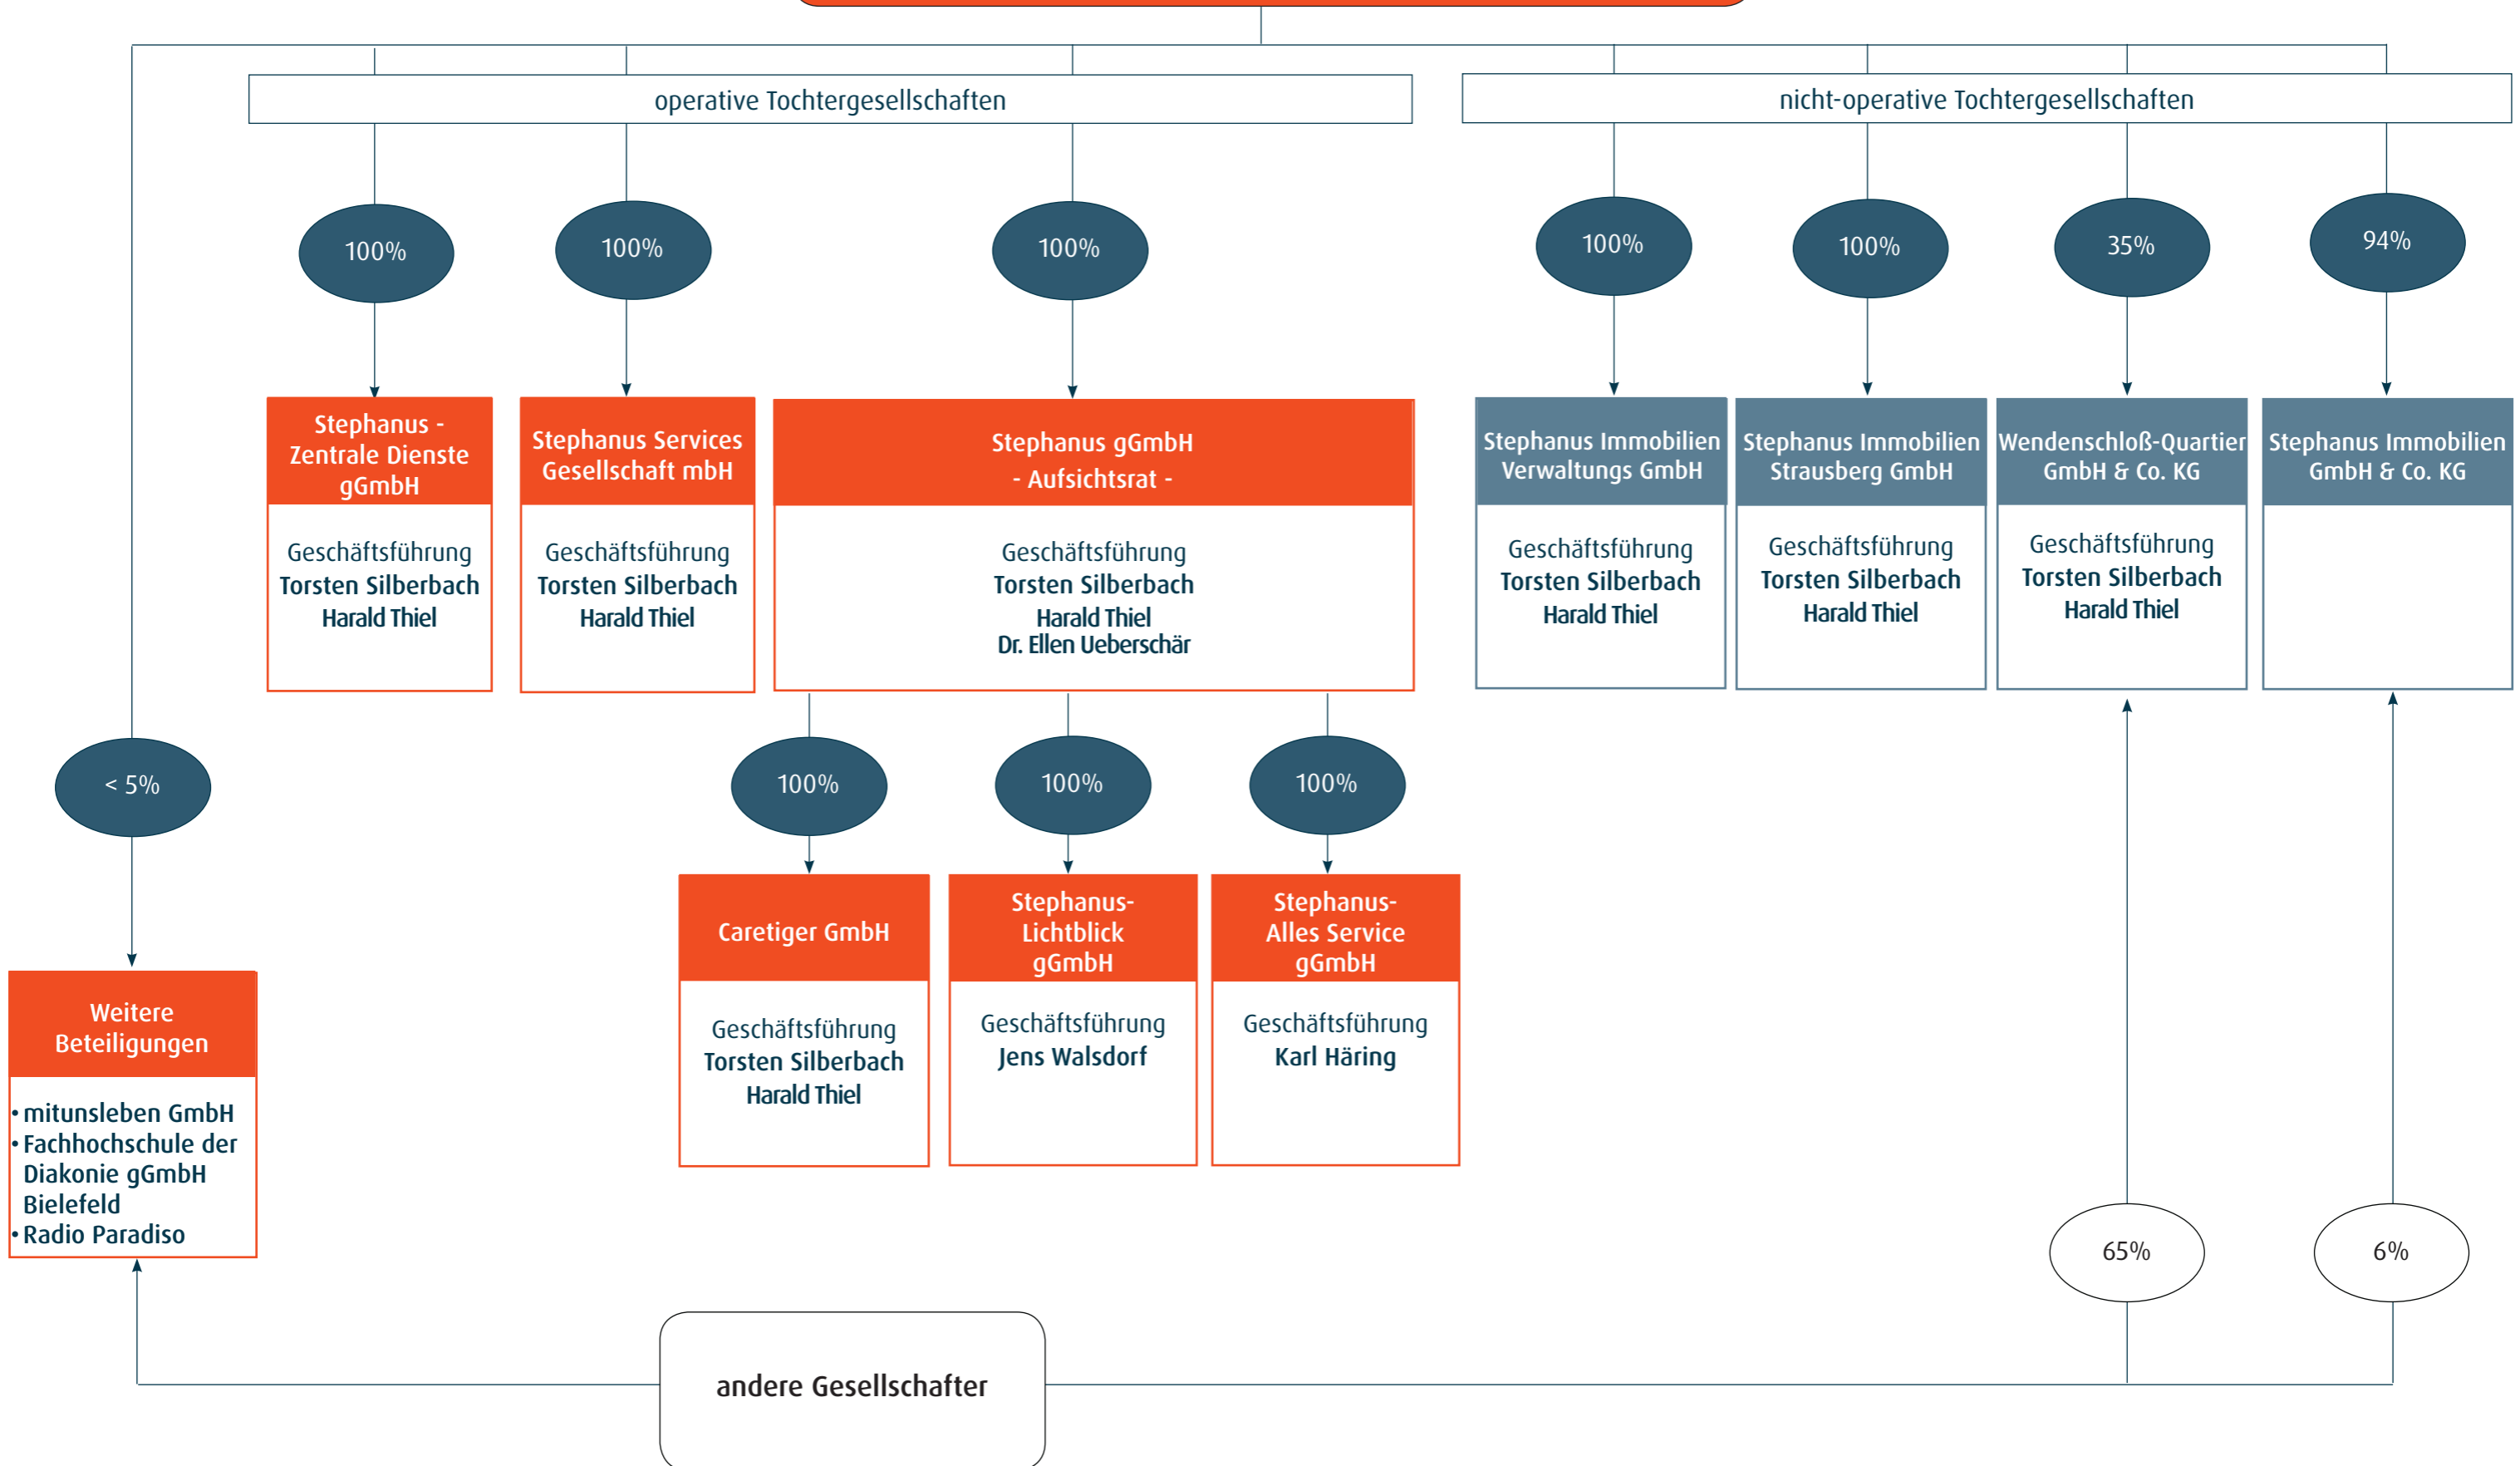 operative Tochtergesellschaften
nicht-operative Tochtergesellschaften
100%
100%
100%
100%
100%
35%
94%
Stephanus -
Zentrale Dienste
gGmbH
Geschäftsführung
Torsten Silberbach
Harald Thiel
Stephanus Services
Gesellschaft mbH
Geschäftsführung
Torsten Silberbach
Harald Thiel
Stephanus gGmbH
- Aufsichtsrat -
Geschäftsführung
Torsten Silberbach
Harald Thiel
Dr. Ellen Ueberschär
Stephanus Immobilien
Verwaltungs GmbH
Geschäftsführung
Torsten Silberbach
Harald Thiel
Stephanus Immobilien
Strausberg GmbH
Geschäftsführung
Torsten Silberbach
Harald Thiel
Wendenschloß-Quartier
GmbH & Co. KG
Geschäftsführung
Torsten Silberbach
Harald Thiel
Stephanus Immobilien
GmbH & Co. KG
< 5%
100%
100%
100%
Caretiger GmbH
Geschäftsführung
Torsten Silberbach
Harald Thiel
Stephanus-
Lichtblick
gGmbH
Geschäftsführung
Jens Walsdorf
Stephanus-
Alles Service
gGmbH
Geschäftsführung
Karl Häring
Weitere
Beteiligungen
• mitunsleben GmbH
• Fachhochschule der
Diakonie gGmbH
Bielefeld
• Radio Paradiso
65%
6%
andere Gesellschafter